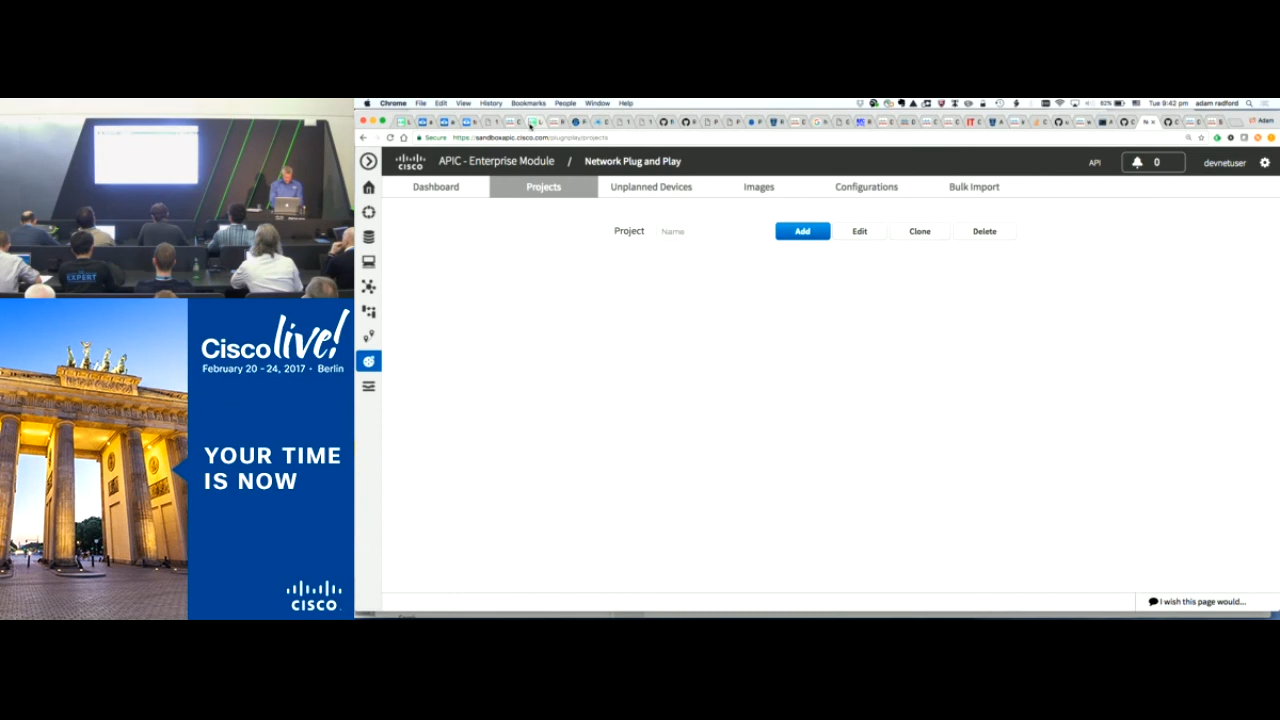 Chrome File Edit View History Bookmarks People Window Help
82% Tue 9:42 pm adam radford
Adam
Secure https://sandboxapic.cisco.com/plugnplay/projects
CISCO APIC - Enterprise Module / Network Plug and Play API 0 devnetuser
Dashboard Projects Unplanned Devices Images Configurations Bulk Import
Project Name Add Edit Clone Delete
I wish this page would...
EXPERT
Cisco live!
February 20 - 24, 2017 · Berlin
YOUR TIME
IS NOW
CISCO